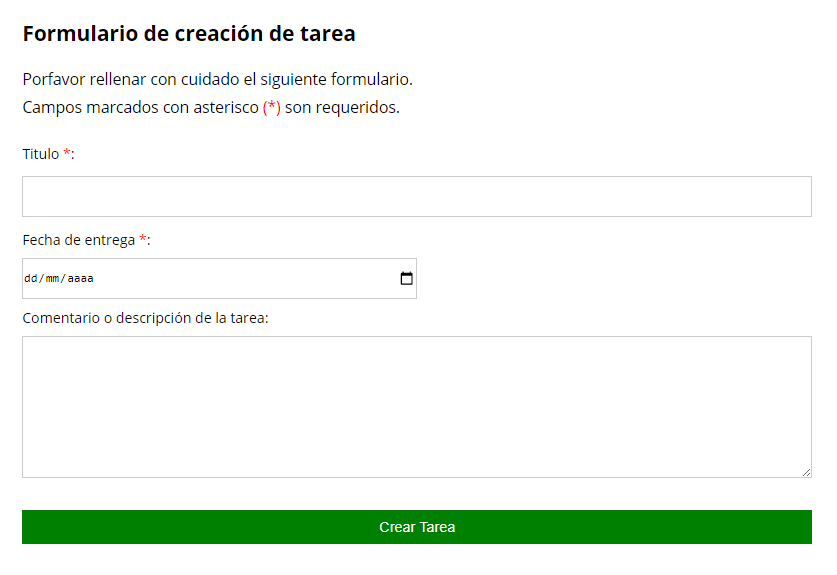 Formulario de creación de tarea
Porfavor rellenar con cuidado el siguiente formulario.
Campos marcados con asterisco (*) son requeridos.
Titulo *:
Fecha de entrega *:
dd/mm/aaaa
Comentario o descripción de la tarea:
Crear Tarea